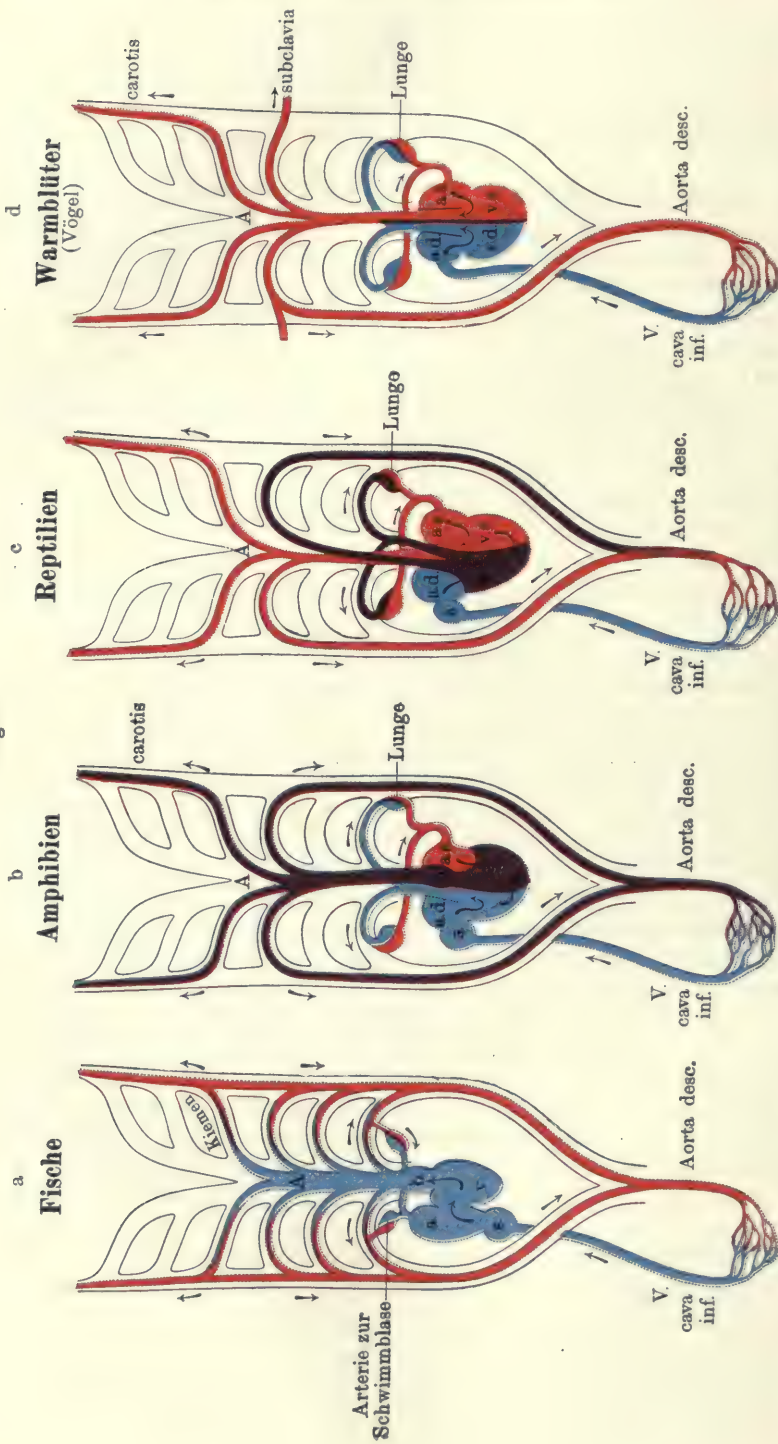 a
Fische
Kiemen
A
a
v
s
Arterie zur
Schwimmblase
V.
cava
inf.
Aorta desc.
b
Amphibien
carotis
A
Lunge
a.d.
s
V.
cava
inf.
Aorta desc.
c
Reptilien
A
Lunge
a.d.
v
V.
cava
inf.
Aorta desc.
d
Warmblüter
(Vögel)
carotis
subclavia
A
Lunge
a
v
V.
cava
inf.
Aorta desc.